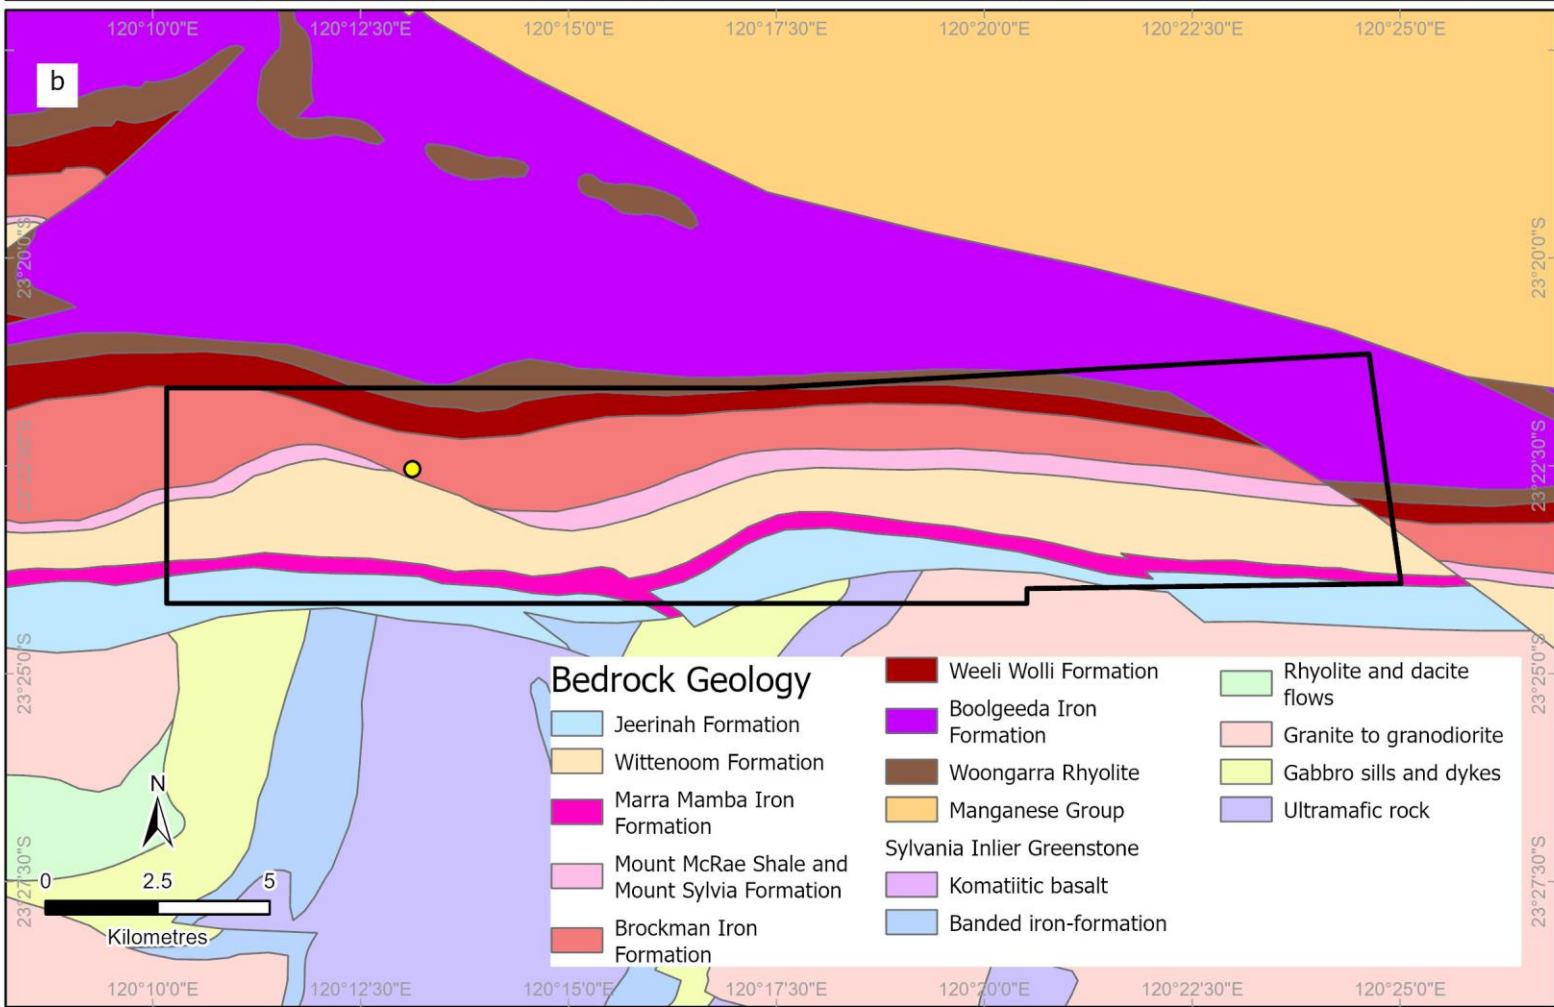 120°10'0"E 120°12'30"E 120°15'0"E 120°17'30"E 120°20'0"E 120°22'30"E 120°25'0"E
b
23°20'0"S 23°20'0"S
23°22'30"S
23°25'0"S 23°25'0"S
23°27'30"S 23°27'30"S
Bedrock Geology
Jeerinah Formation
Wittenoom Formation
Marra Mamba Iron
Formation
Mount McRae Shale and
Mount Sylvia Formation
Brockman Iron
Formation
Weeli Wolli Formation
Boolgeeda Iron
Formation
Woongarra Rhyolite
Manganese Group
Sylvania Inlier Greenstone
Komatiitic basalt
Banded iron-formation
Rhyolite and dacite
flows
Granite to granodiorite
Gabbro sills and dykes
Ultramafic rock
N
0 2.5 5
Kilometres
120°10'0"E 120°12'30"E 120°15'0"E 120°17'30"E 120°20'0"E 120°22'30"E 120°25'0"E